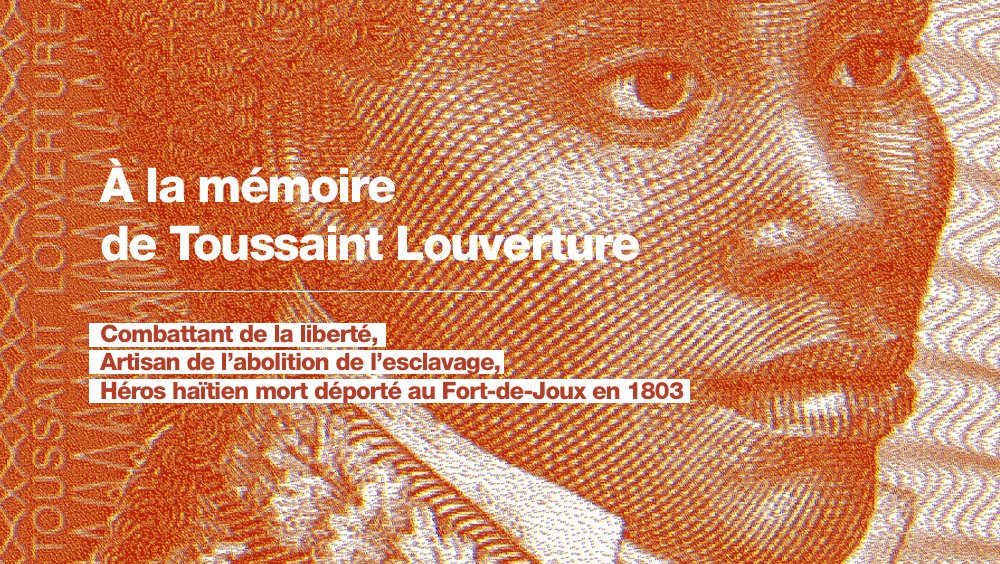 À la mémoire
de Toussaint Louverture
Combattant de la liberté,
Artisan de l’abolition de l’esclavage,
Héros haïtien mort déporté au Fort-de-Joux en 1803
TOUSSAINT LOUVERTURE